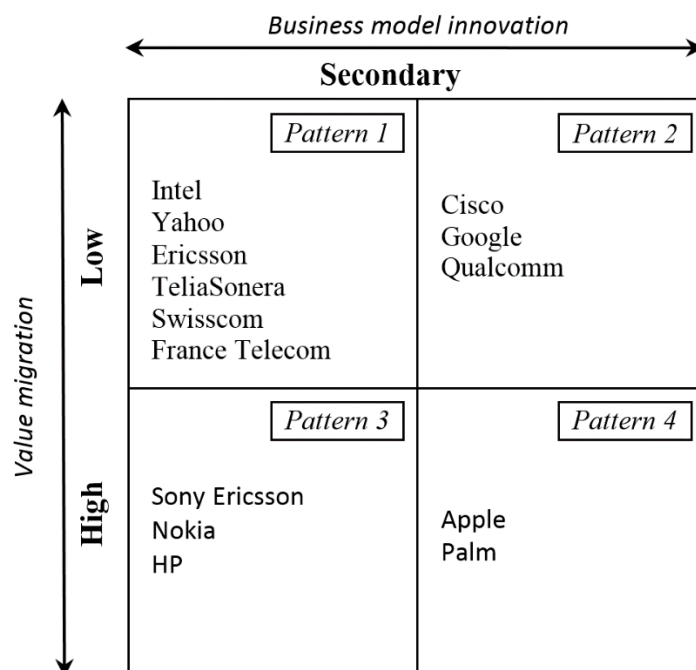 Business model innovation
Secondary
Pattern 1
Pattern 2
Intel
Yahoo
Ericsson
TeliaSonera
Swisscom
France Telecom
Cisco
Google
Qualcomm
Low
Value migration
High
Pattern 3
Pattern 4
Sony Ericsson
Nokia
HP
Apple
Palm